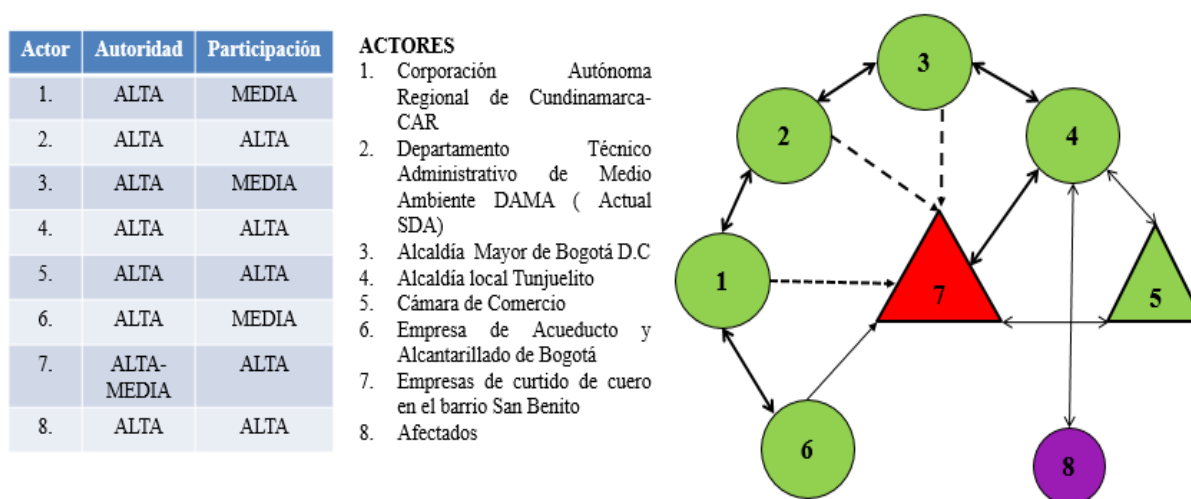 Actor Autoridad Participación
1. ALTA MEDIA
2. ALTA ALTA
3. ALTA MEDIA
4. ALTA ALTA
5. ALTA ALTA
6. ALTA MEDIA
7. ALTA-
MEDIA ALTA
8. ALTA ALTA
ACTORES
1. Corporación Autónoma
Regional de Cundinamarca-
CAR
2. Departamento Técnico
Administrativo de Medio
Ambiente DAMA ( Actual
SDA)
3. Alcaldía Mayor de Bogotá D.C
4. Alcaldía local Tunjuelito
5. Cámara de Comercio
6. Empresa de Acueducto y
Alcantarillado de Bogotá
7. Empresas de curtido de cuero
en el barrio San Benito
8. Afectados
3
2
4
1
7
5
6
8